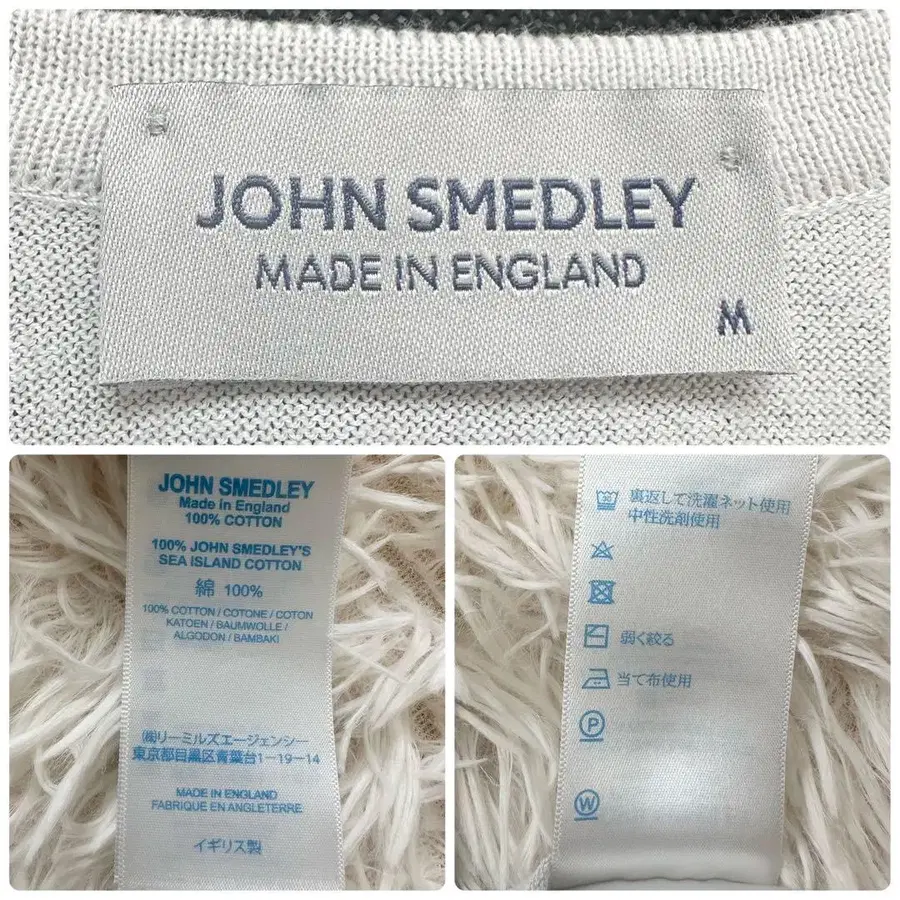 JOHN SMEDLEY
MADE IN ENGLAND
M
JOHN SMEDLEY
Made in England
100% COTTON
100% JOHN SMEDLEY'S
SEA ISLAND COTTON
綿 100%
100% COTTON / COTONE / COTON
KATOEN / BAUMWOLLE /
ALGODON / BAMBAKI
㈱リーミルズエージェンシー
東京都目黒区青葉台1-19-14
MADE IN ENGLAND
FABRIQUE EN ANGLETERRE
イギリス製
裏返して洗濯ネット使用
中性洗剤使用
弱く絞る
当て布使用
P
W